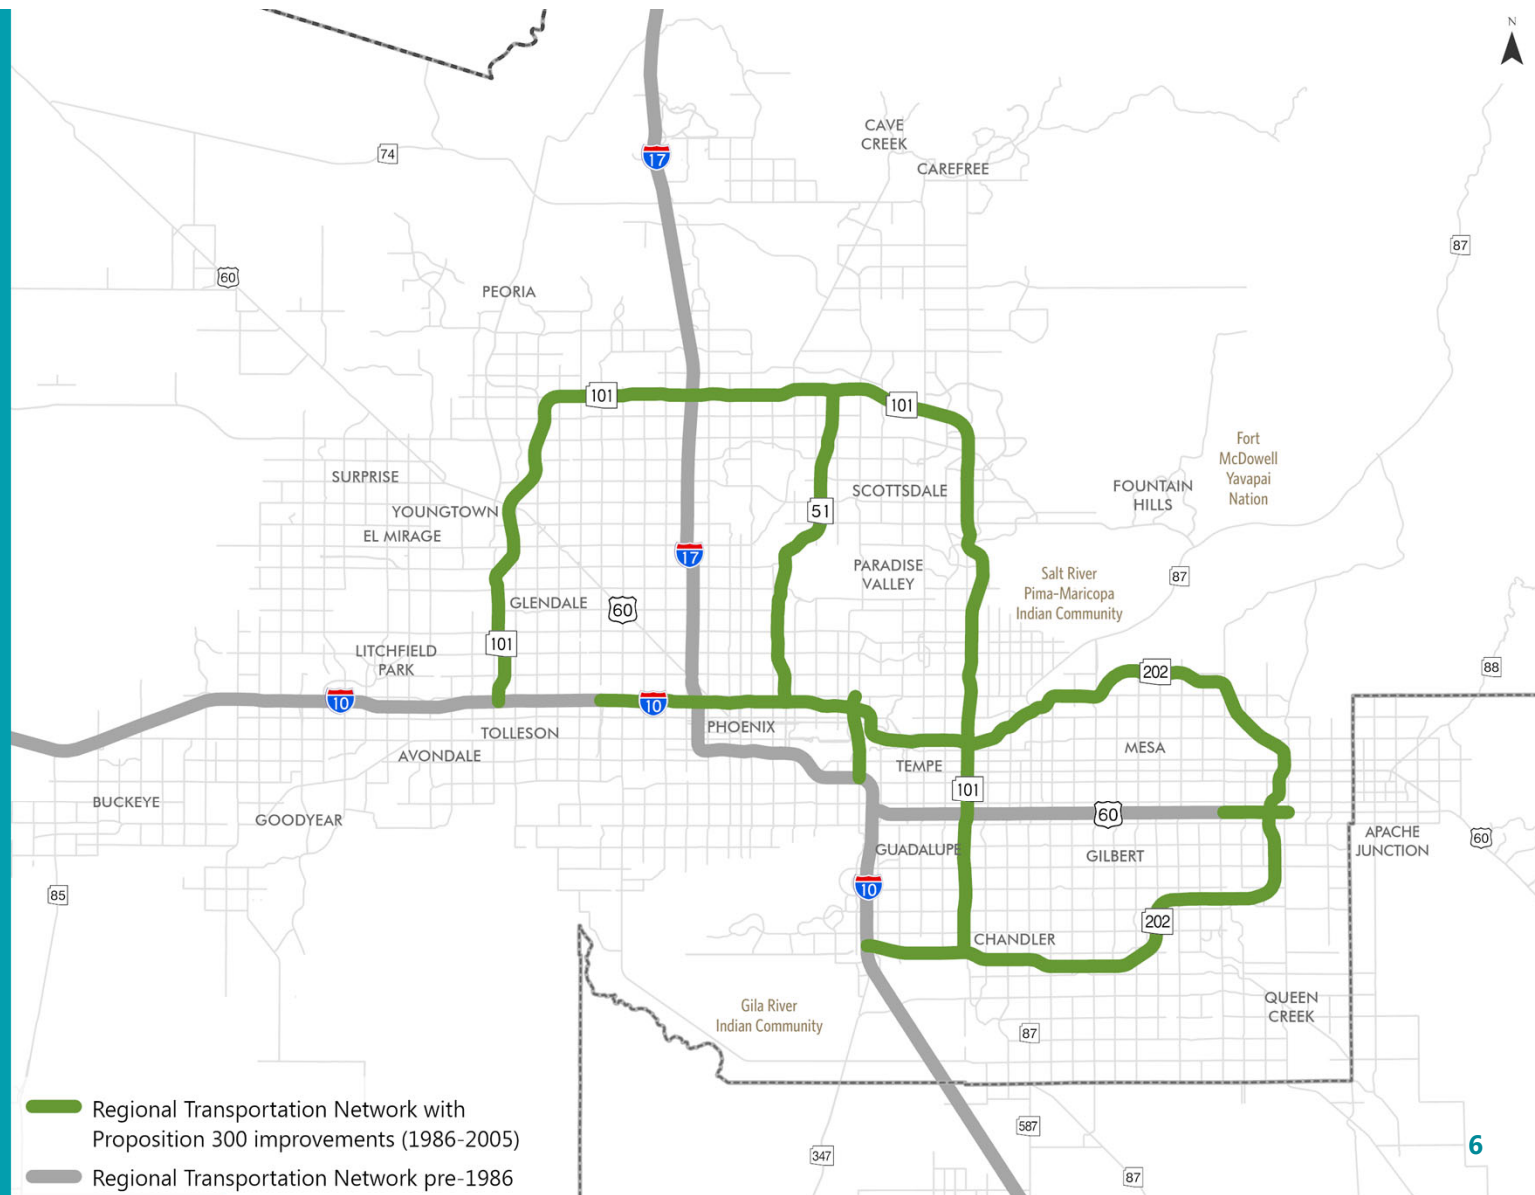 N
CAVE
CREEK
17
74
CAREFREE
87
60
PEORIA
101
101
Fort
McDowell
Yavapai
Nation
SURPRISE
SCOTTSDALE
FOUNTAIN
HILLS
YOUNGTOWN
51
EL MIRAGE
17
PARADISE
VALLEY
Salt River
Pima-Maricopa
Indian Community
87
GLENDALE
60
101
LITCHFIELD
PARK
88
202
10
10
PHOENIX
TOLLESON
MESA
AVONDALE
TEMPE
101
BUCKEYE
GOODYEAR
60
APACHE
JUNCTION
60
GUADALUPE
GILBERT
10
85
202
CHANDLER
Gila River
Indian Community
QUEEN
CREEK
87
Regional Transportation Network with
Proposition 300 improvements (1986-2005)
587
347
6
Regional Transportation Network pre-1986
87